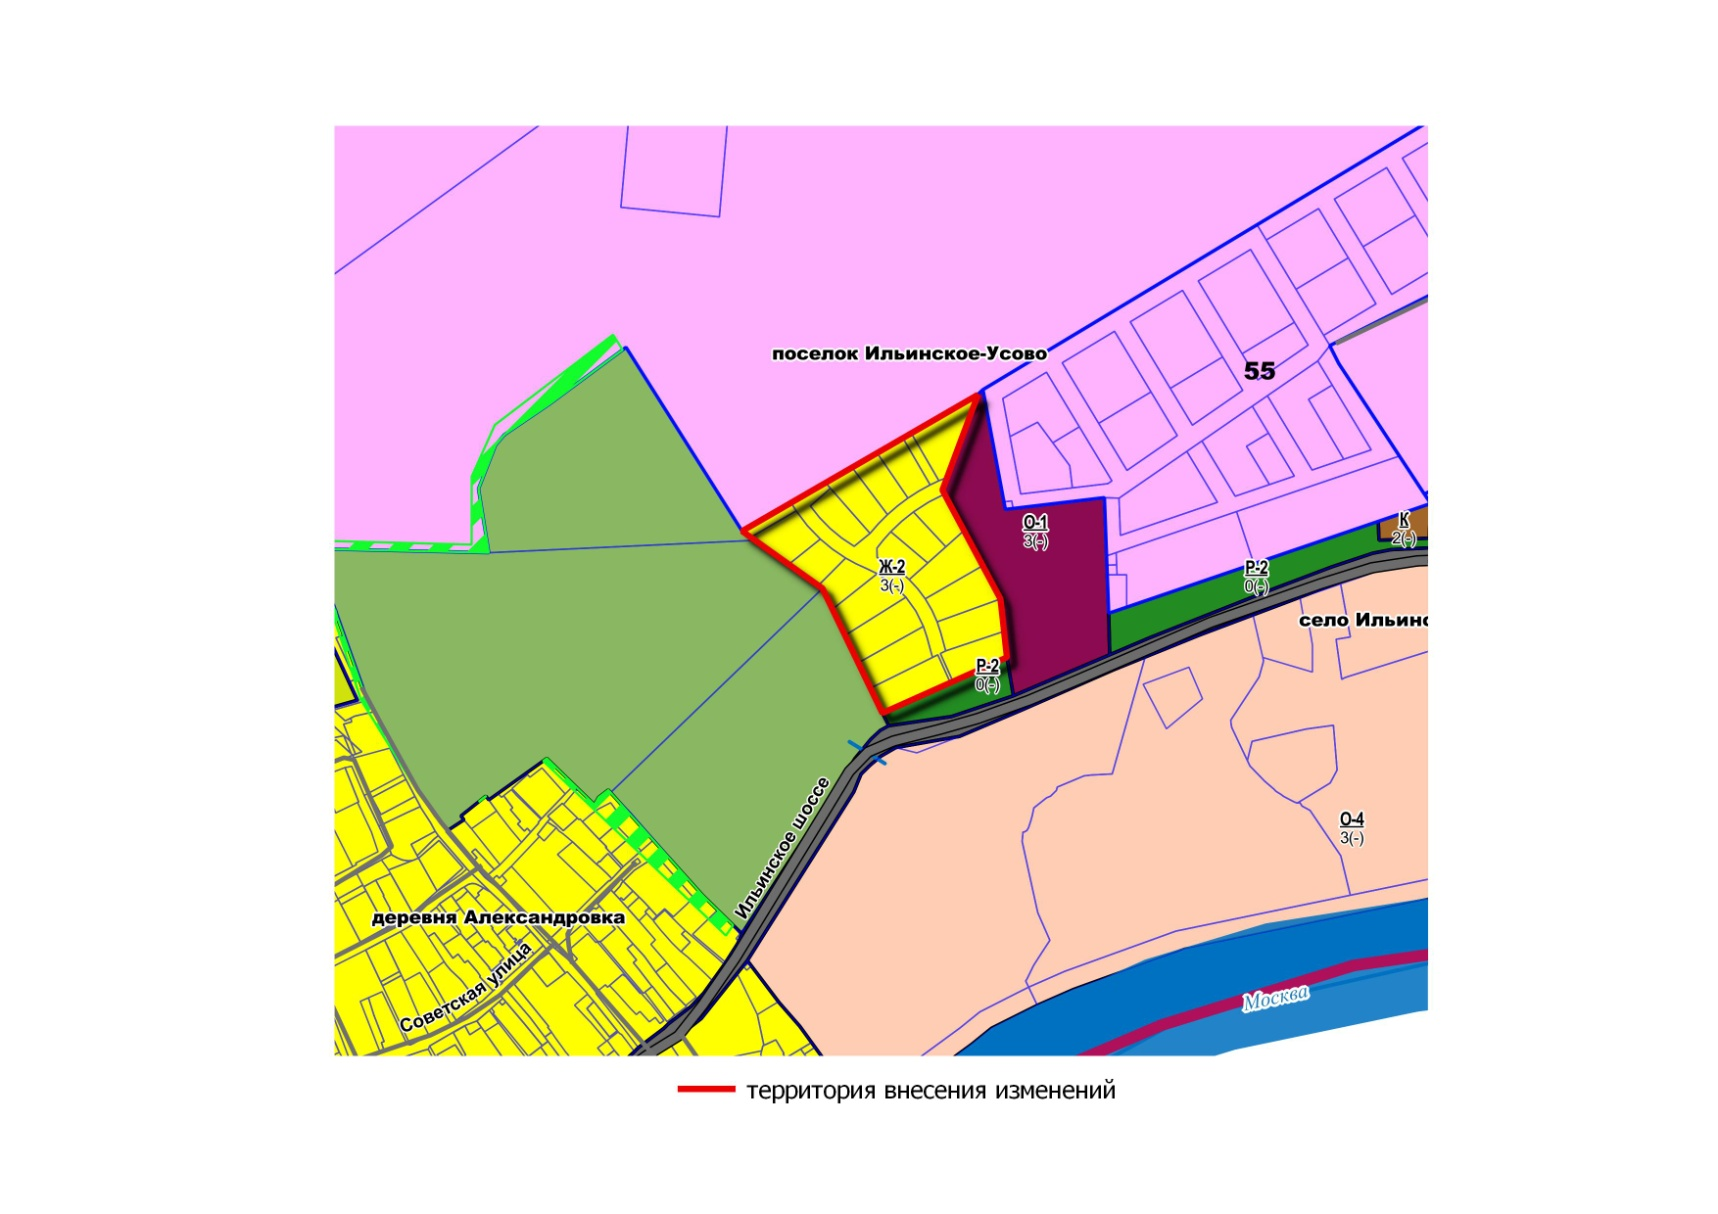 поселок Ильинское-Усово
55
О-1
3(-)
К
2(-)
Ж-2
3(-)
Р-2
0(-)
село Ильинс
Р-2
0(-)
Ильинское шоссе
О-4
3(-)
деревня Александровка
Советская улица
Москва
территория внесения изменений